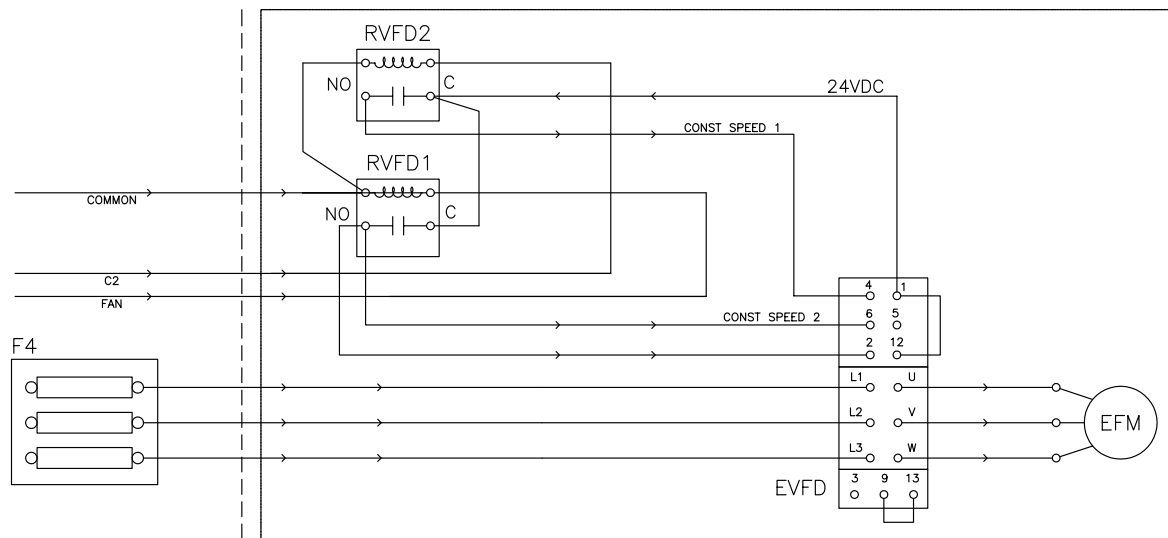 RVFD2
NO
C
24VDC
CONST SPEED 1
RVFD1
COMMON
NO
C
C2
FAN
4 1
CONST SPEED 2
6 5
2 12
F4
L1 U
L2 V
EFM
L3 W
EVFD
3 9 13